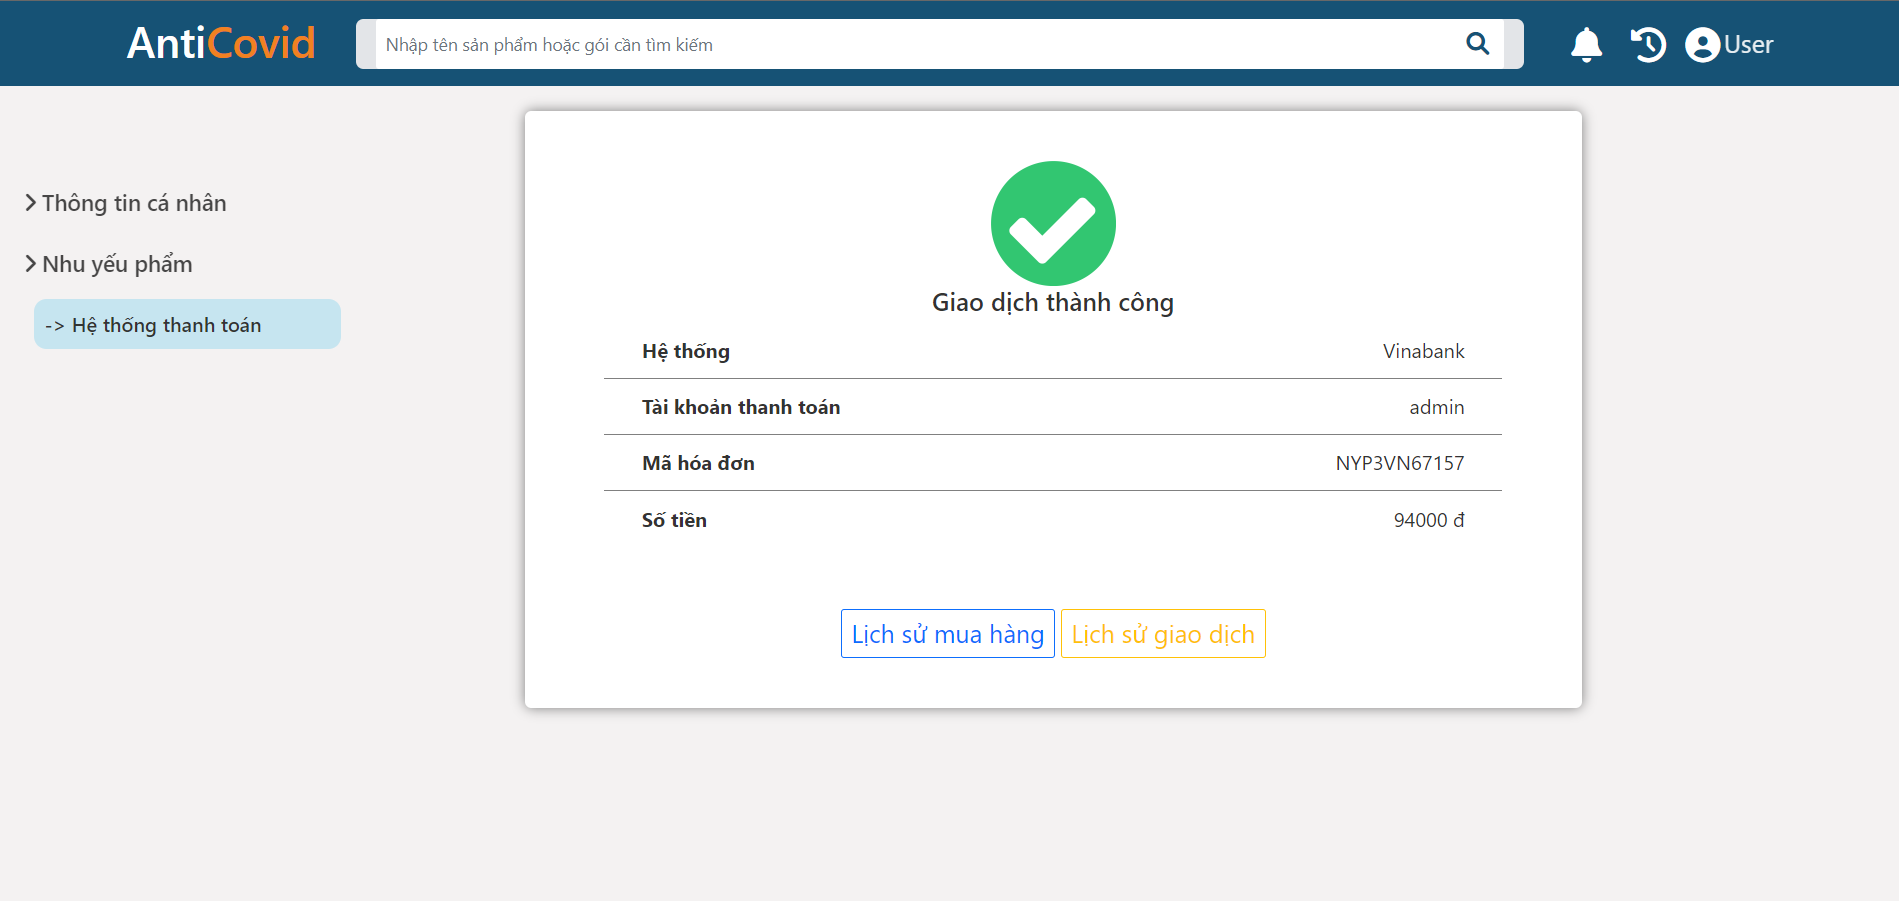 AntiCovid
Nhập tên sản phẩm hoặc gói cần tìm kiếm
User
Thông tin cá nhân
Nhu yếu phẩm
-> Hệ thống thanh toán
Giao dịch thành công
Hệ thống Vinabank
Tài khoản thanh toán admin
Mã hóa đơn NYP3VN67157
Số tiền 94000 đ
Lịch sử mua hàng Lịch sử giao dịch